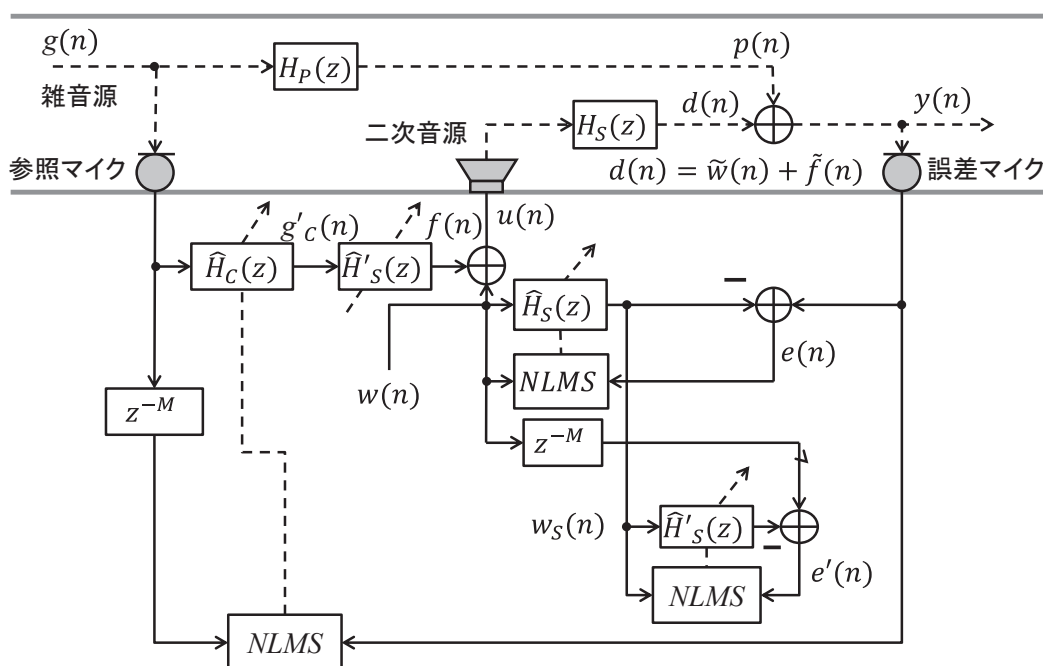 g(n)
H_P(z)
p(n)
雑音源
二次音源
H_S(z)
d(n)
y(n)
参照マイク
d(n) = w̃(n) + f̃(n)
誤差マイク
g'_C(n)
f(n)
u(n)
Ĥ_C(z)
Ĥ'_S(z)
Ĥ_S(z)
−
e(n)
w(n)
NLMS
z^{-M}
z^{-M}
w_S(n)
Ĥ'_S(z)
−
e'(n)
NLMS
NLMS